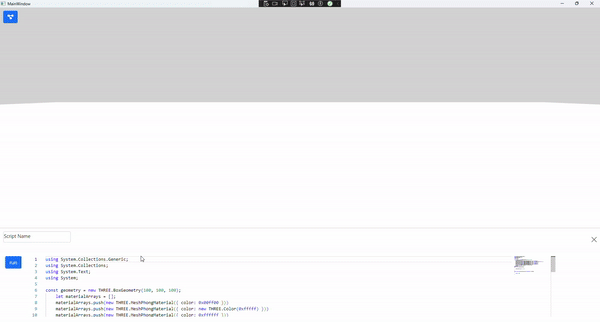 MainWindow
Script Name
Run
1 using System.Collections.Generic;
2 using System.Collections;
3 using System.Text;
4 using System;
5
6 const geometry = new THREE.BoxGeometry(100, 100, 100);
7 let materialArrays = [];
8 materialArrays.push(new THREE.MeshPhongMaterial({ color: 0x00ff00 }))
9 materialArrays.push(new THREE.MeshPhongMaterial({ color: new THREE.Color(0xfffff) }))
10 materialArrays.push(new THREE.MeshPhongMaterial({ color: 0xffffff }))